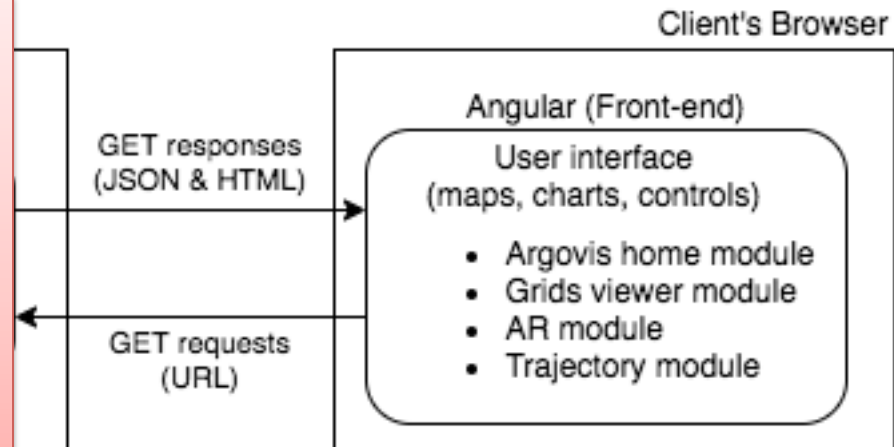 Client's Browser
Angular (Front-end)
GET responses
(JSON & HTML)
User interface
(maps, charts, controls)
• Argovis home module
• Grids viewer module
• AR module
• Trajectory module
GET requests
(URL)